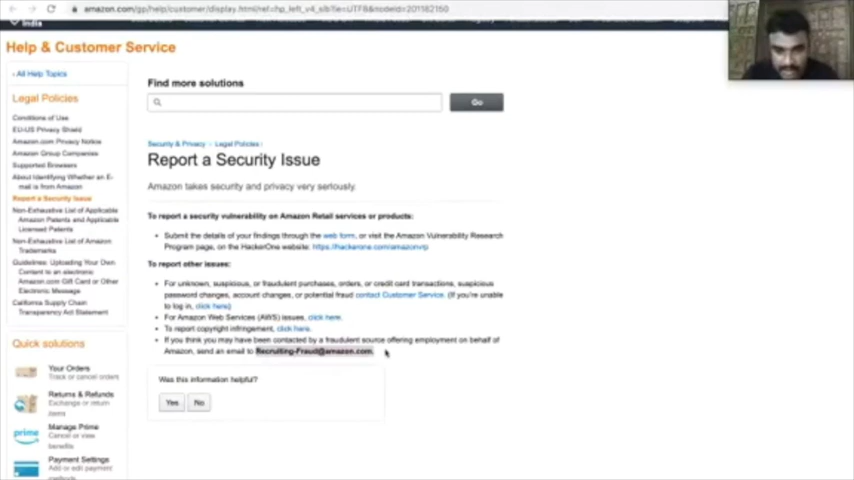 amazon.com/gp/help/customer/display.html/ref=hp_left_v4_sib?ie=UTF8&nodeId=201182150
India
Help & Customer Service
‹ All Help Topics
Legal Policies
Conditions of Use
EU-US Privacy Shield
Amazon.com Privacy Notice
Amazon Group Companies
Supported Browsers
About Identifying Whether an E-
mail is from Amazon
Report a Security Issue
Non-Exhaustive List of Applicable
Amazon Patents and Applicable
Licensed Patents
Non-Exhaustive List of Amazon
Trademarks
Guidelines: Uploading Your Own
Content to an electronic
Amazon.com Gift Card or Other
Electronic Message
California Supply Chain
Transparency Act Statement
Quick solutions
Your Orders
Track or cancel orders
Returns & Refunds
Exchange or return
items
prime
Manage Prime
Cancel or view
benefits
Payment Settings
Add or edit payment
methods
Find more solutions
Go
Security & Privacy › Legal Policies ›
Report a Security Issue
Amazon takes security and privacy very seriously.
To report a security vulnerability on Amazon Retail services or products:
• Submit the details of your findings through the web form, or visit the Amazon Vulnerability Research
Program page, on the HackerOne website: https://hackerone.com/amazonvrp
To report other issues:
• For unknown, suspicious, or fraudulent purchases, orders, or credit card transactions, suspicious
password changes, account changes, or potential fraud contact Customer Service. (If you're unable
to log in, click here)
• For Amazon Web Services (AWS) issues, click here.
• To report copyright infringement, click here.
• If you think you may have been contacted by a fraudulent source offering employment on behalf of
Amazon, send an email to Recruiting-Fraud@amazon.com.
Was this information helpful?
Yes No